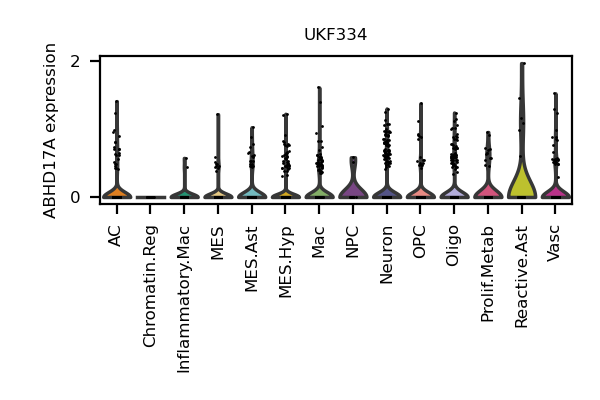 UKF334
ABHD17A expression
2
0
AC
Chromatin.Reg
Inflammatory.Mac
MES
MES.Ast
MES.Hyp
Mac
NPC
Neuron
OPC
Oligo
Prolif.Metab
Reactive.Ast
Vasc